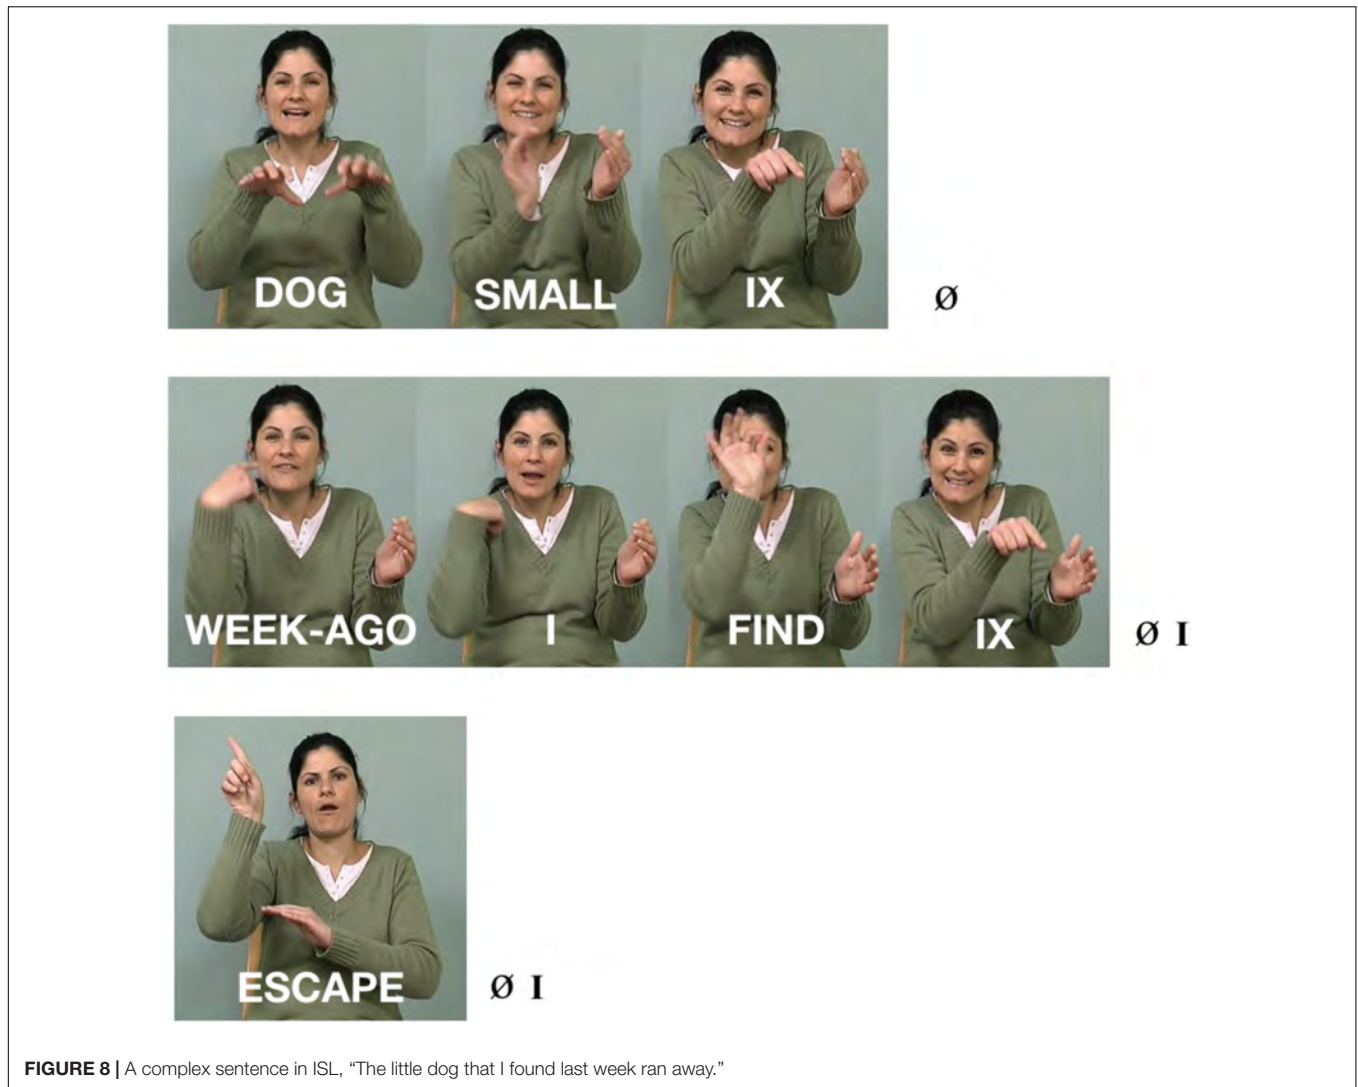 DOG SMALL IX Ø
WEEK-AGO I FIND IX Ø I
ESCAPE Ø I
FIGURE 8 | A complex sentence in ISL, “The little dog that I found last week ran away.”